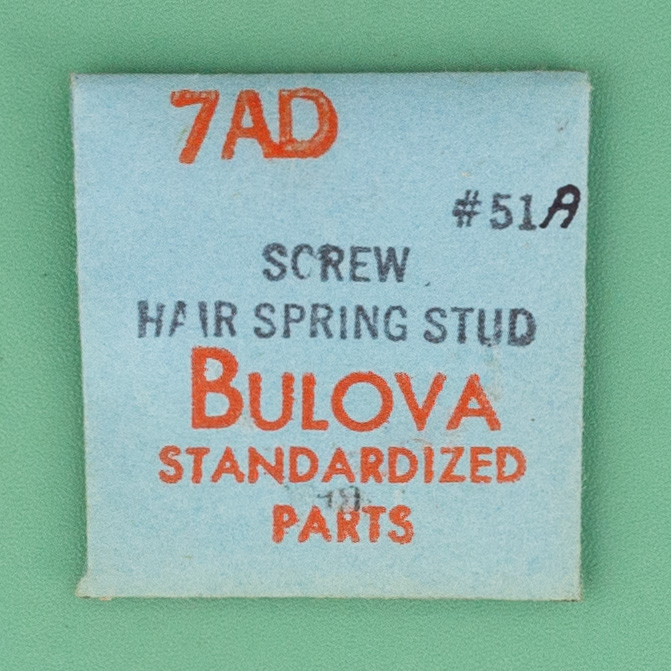 7AD
#51A
SCREW
HAIR SPRING STUD
BULOVA
STANDARDIZED
PARTS